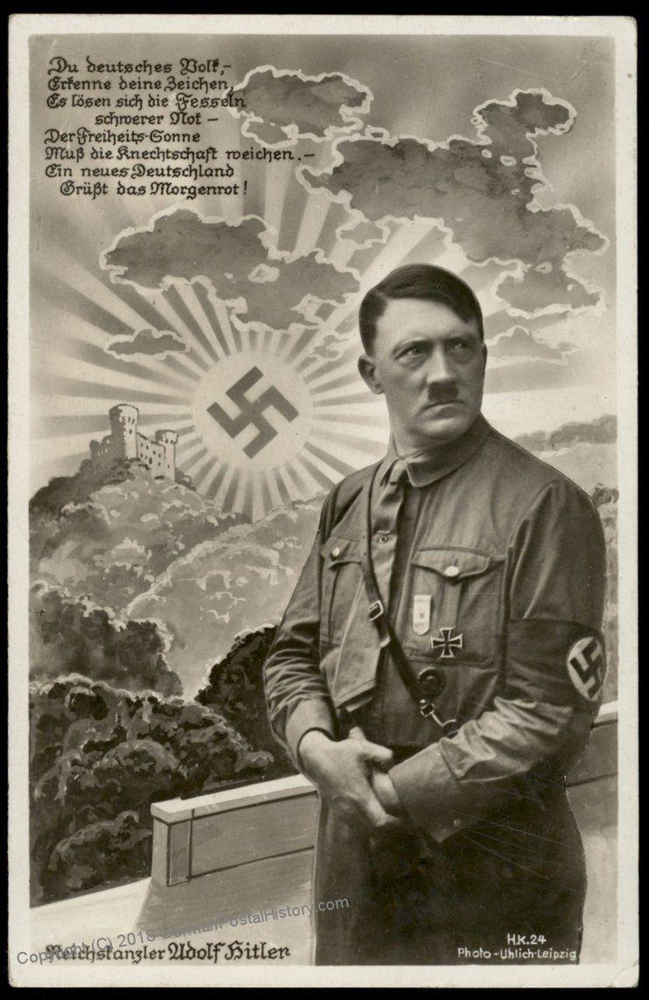 Du deutsches Volk,-
Erkenne deine Zeichen,
Es lösen sich die Fesseln
schwerer Not –
Der Freiheits-Sonne
Muß die Knechtschaft weichen.–
Ein neues Deutschland
Grüßt das Morgenrot!
Copyright (C) 2018 GermanPostalHistory.com
Reichskanzler Adolf Hitler
H.K.24
Photo-Uhlich-Leipzig